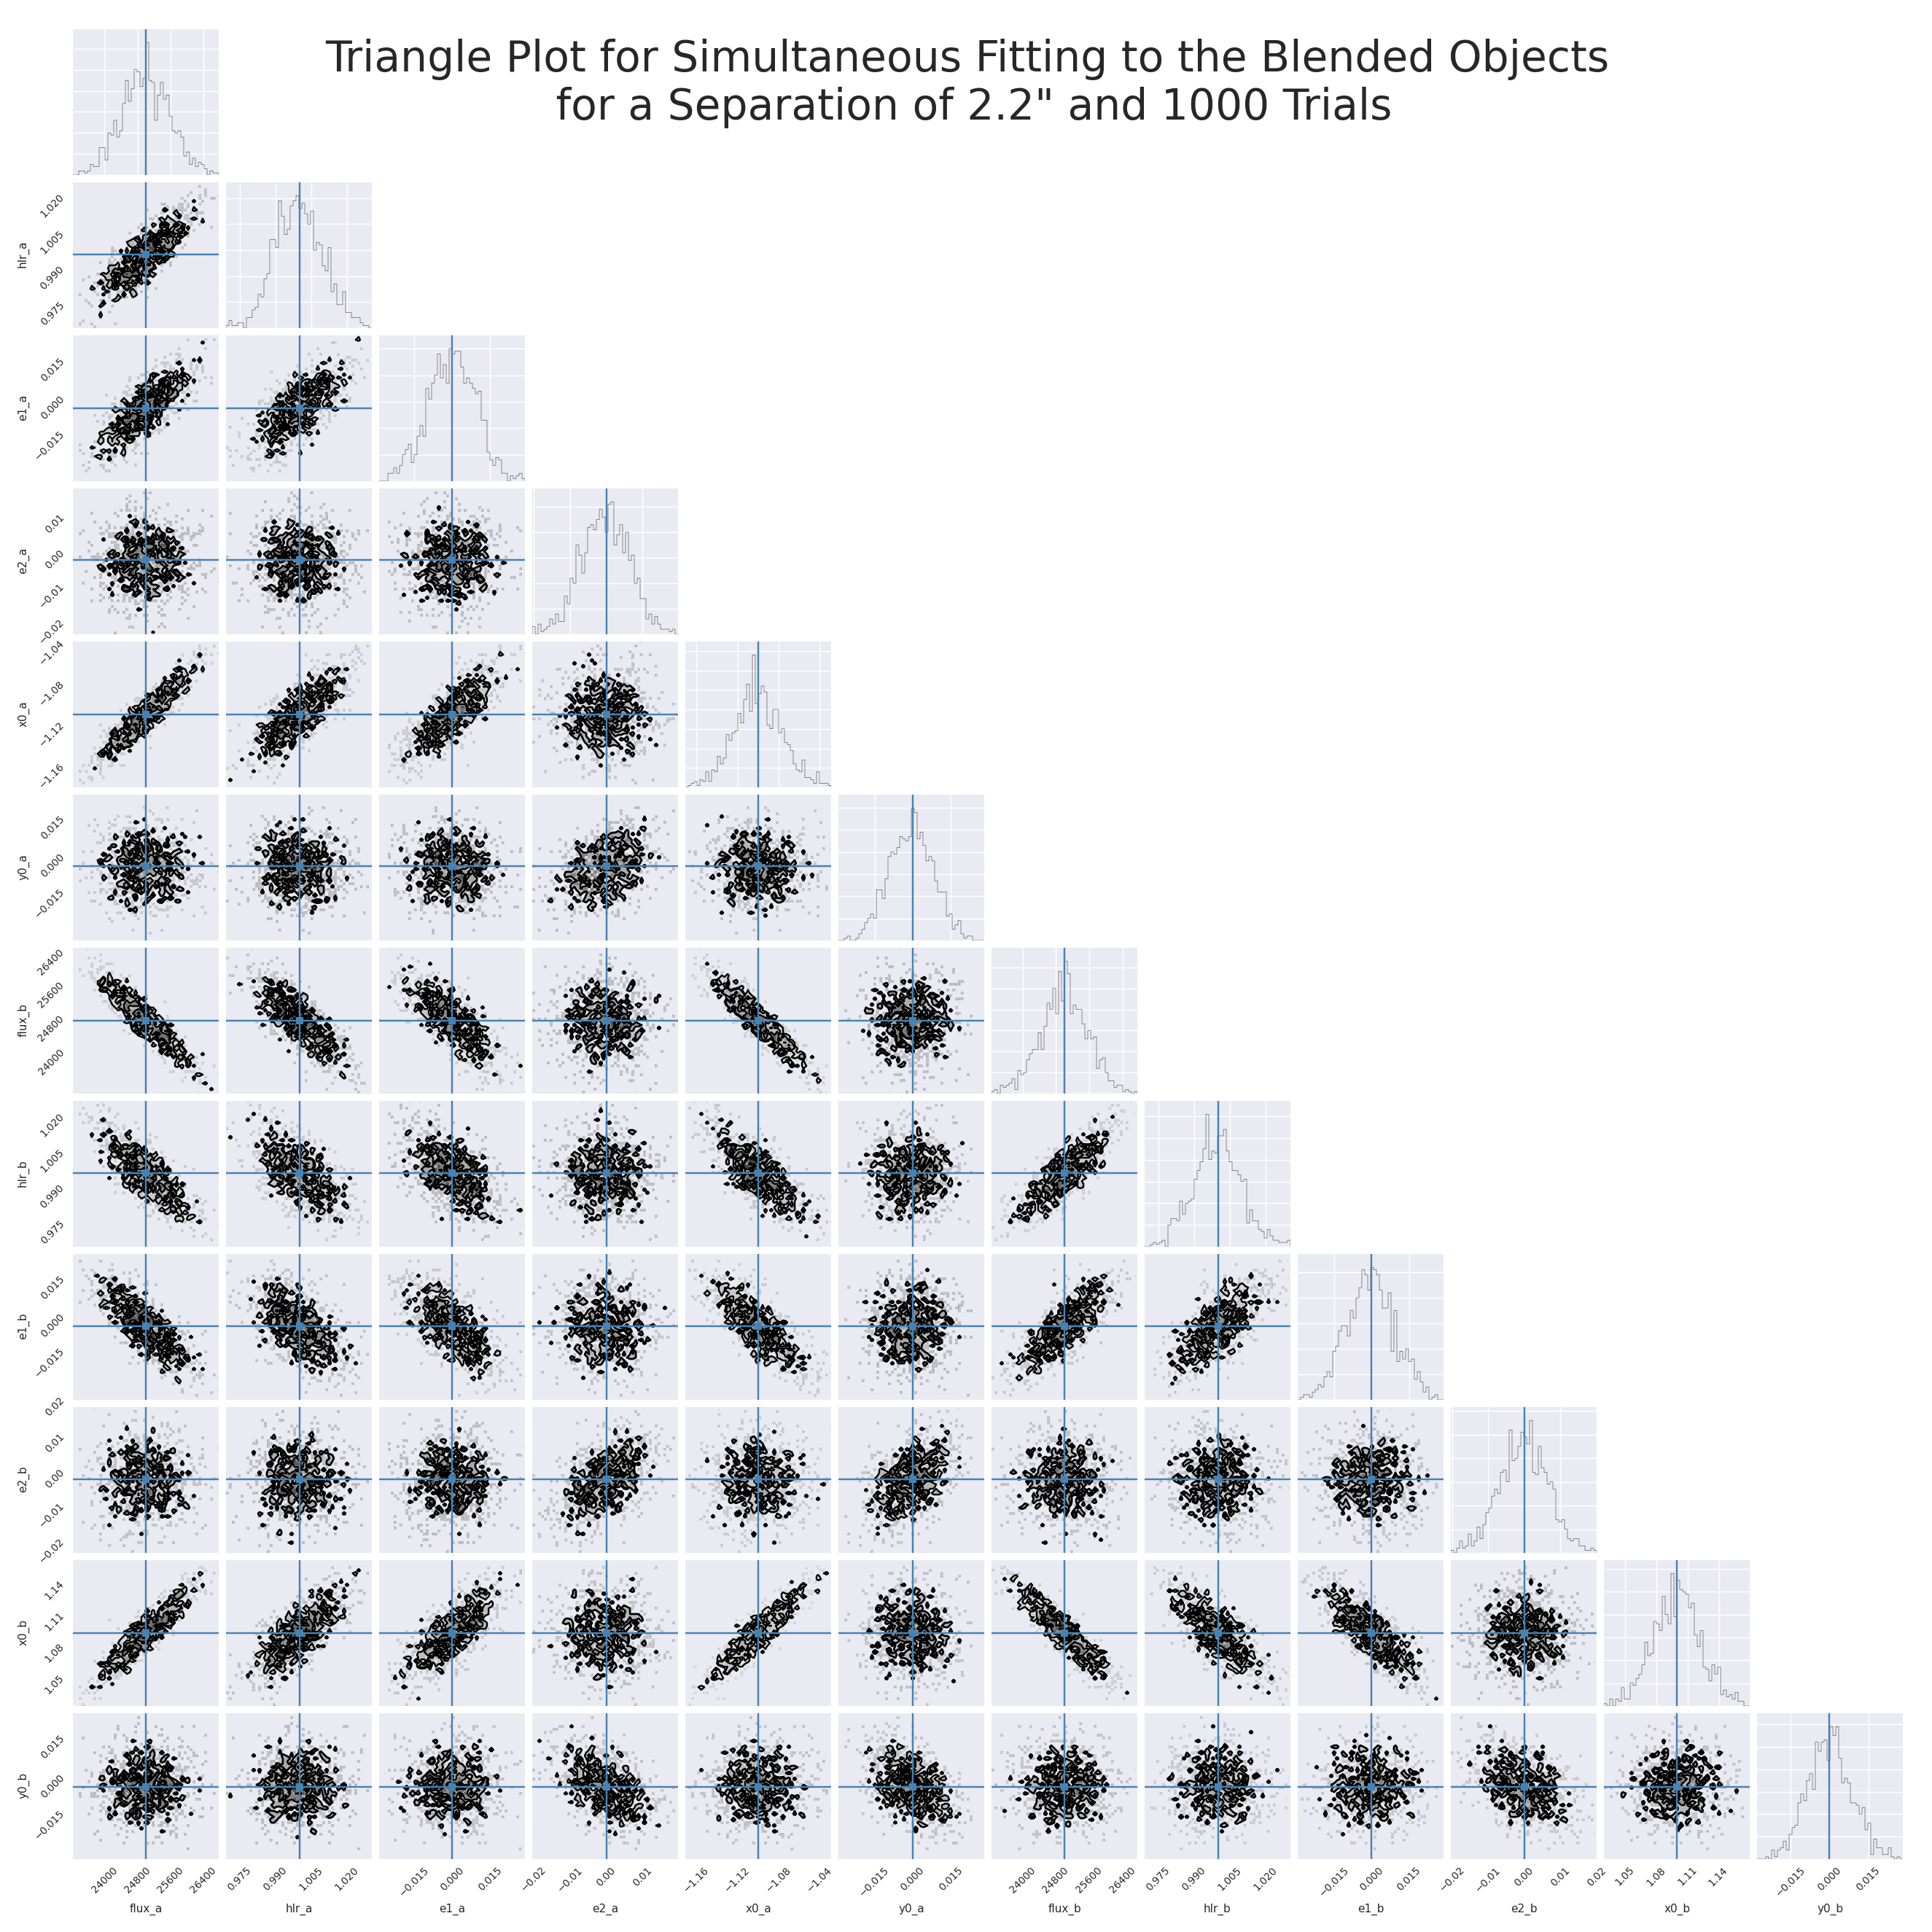 Triangle Plot for Simultaneous Fitting to the Blended Objects
for a Separation of 2.2" and 1000 Trials
hlr_a
1.020
1.005
0.990
0.975
e1_a
0.015
0.000
−0.015
e2_a
0.01
0.00
−0.01
−0.02
x0_a
−1.04
−1.08
−1.12
−1.16
y0_a
0.015
0.000
−0.015
flux_b
26400
25600
24800
24000
hlr_b
1.020
1.005
0.990
0.975
e1_b
0.015
0.000
−0.015
e2_b
0.02
0.01
0.00
−0.01
−0.02
x0_b
1.14
1.11
1.08
1.05
y0_b
0.015
0.000
−0.015
24000 24800 25600 26400 0.975 0.990 1.005 1.020 −0.015 0.000 0.015 −0.02 −0.01 0.00 0.01 −1.16 −1.12 −1.08 −1.04 −0.015 0.000 0.015 24000 24800 25600 26400 0.975 0.990 1.005 1.020 −0.015 0.000 0.015 −0.02 −0.01 0.00 0.01 0.02 1.05 1.08 1.11 1.14 −0.015 0.000 0.015
flux_a hlr_a e1_a e2_a x0_a y0_a flux_b hlr_b e1_b e2_b x0_b y0_b